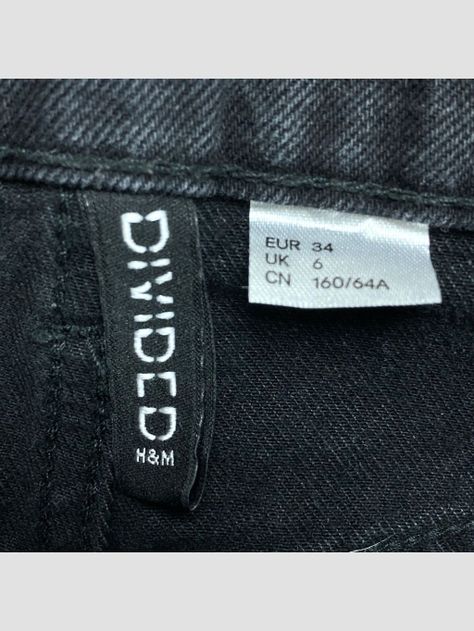 DIVIDED
H&M
EUR 34
UK 6
CN 160/64A